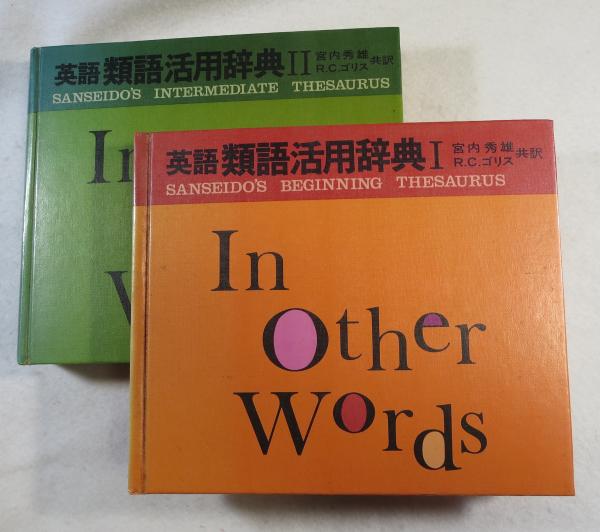 英語 類語活用辞典 II 宮内秀雄 R.C.ゴリス 共訳
SANSEIDO'S INTERMEDIATE THESAURUS
In
W
英語 類語活用辞典 I 宮内秀雄 R.C.ゴリス 共訳
SANSEIDO'S BEGINNING THESAURUS
In
Other
Words